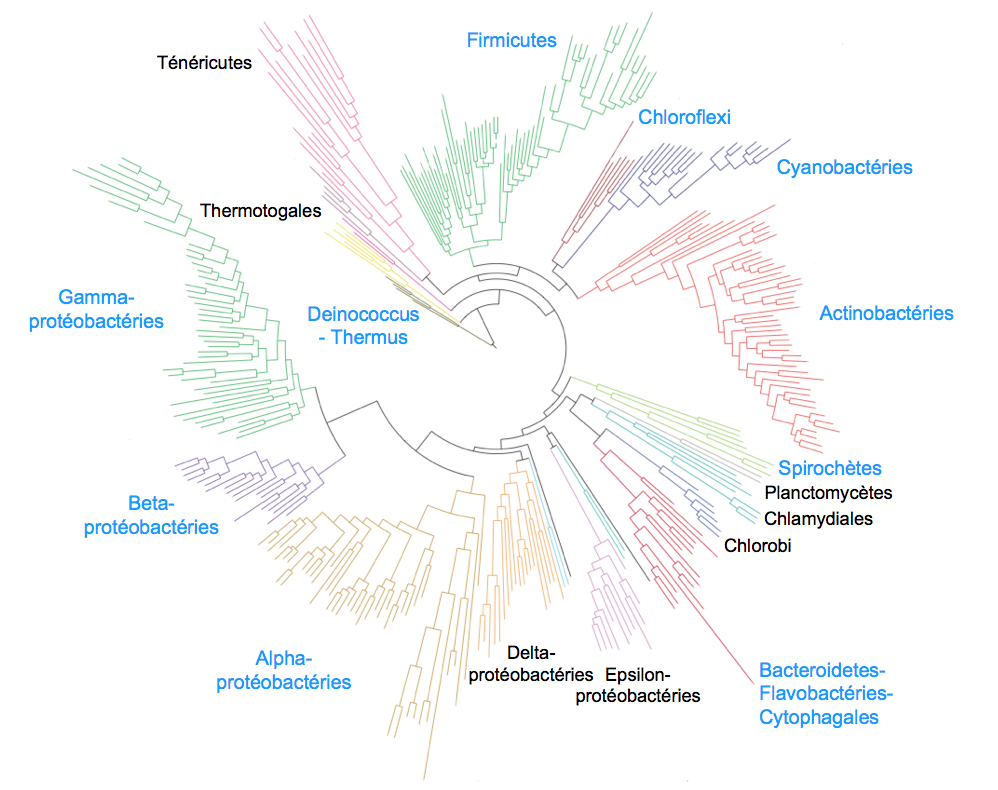 Firmicutes
Ténéricutes
Chloroflexi
Cyanobactéries
Thermotogales
Gamma-
protéobactéries
Deinococcus
- Thermus
Actinobactéries
Spirochètes
Planctomycètes
Beta-
protéobactéries
Chlamydiales
Chlorobi
Alpha-
protéobactéries
Delta-
protéobactéries
Epsilon-
protéobactéries
Bacteroidetes-
Flavobactéries-
Cytophagales